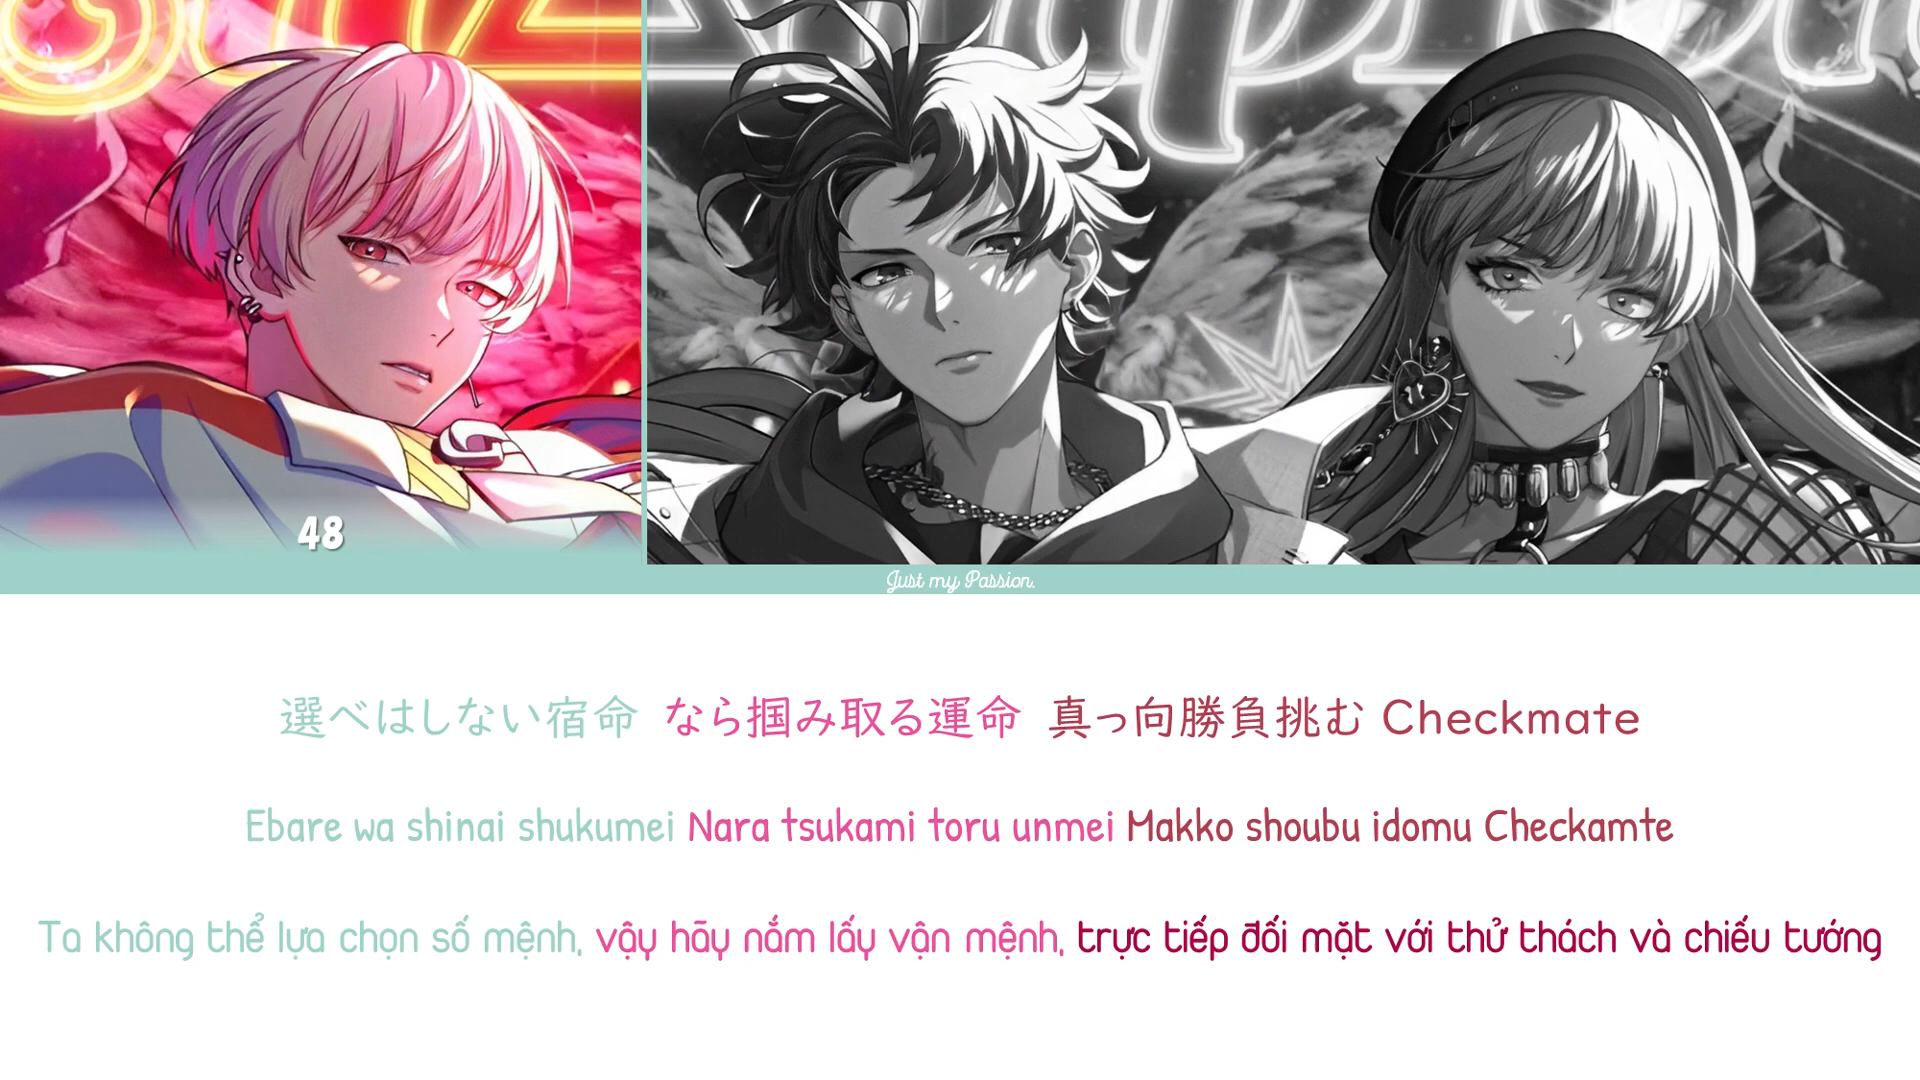 48
Just my Passion.
選べはしない宿命 なら掴み取る運命 真っ向勝負挑む Checkmate
Ebare wa shinai shukumei Nara tsukami toru unmei Makko shoubu idomu Checkamte
Ta không thể lựa chọn số mệnh, vậy hãy nắm lấy vận mệnh, trực tiếp đối mặt với thử thách và chiếu tướng